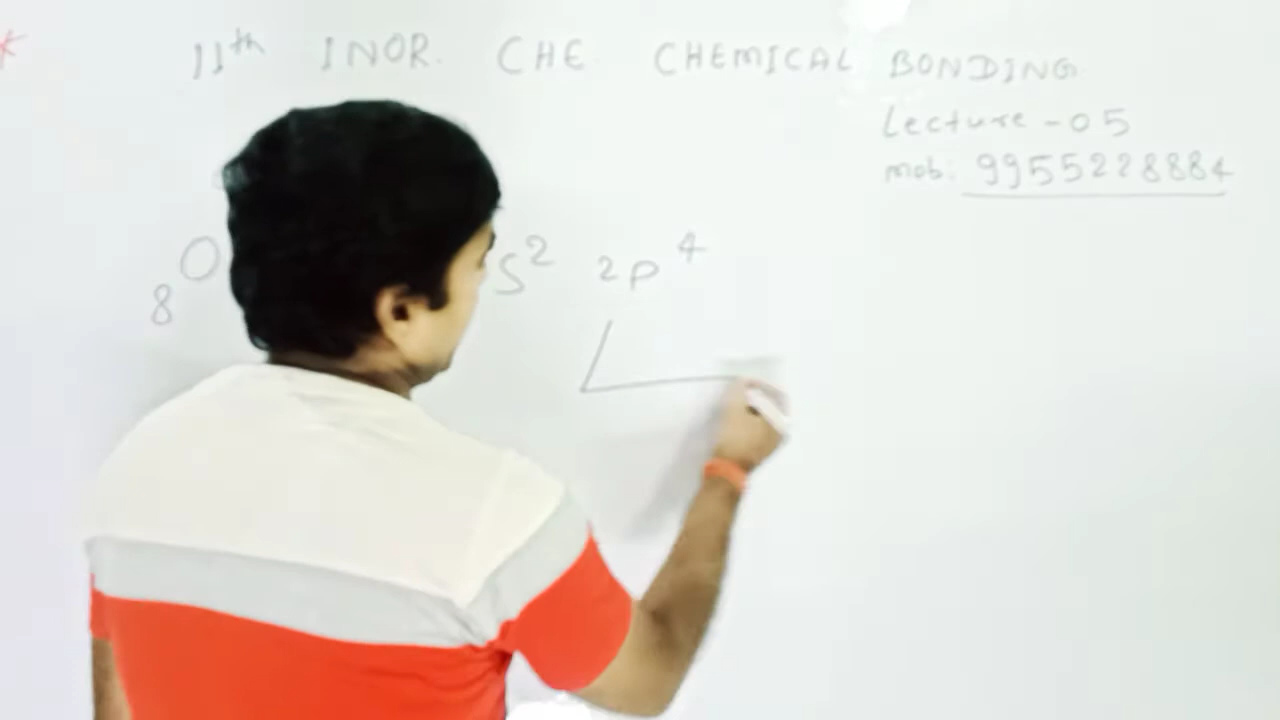 11th INOR. CHE. CHEMICAL BONDING
Lecture - 05
mob: 9955228884
8O S2 2p4